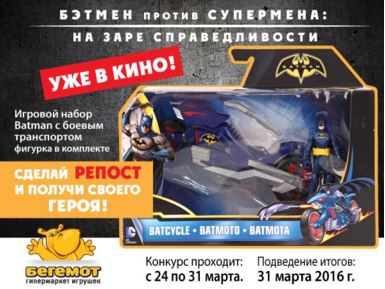 БЭТМЕН ПРОТИВ СУПЕРМЕНА:
НА ЗАРЕ СПРАВЕДЛИВОСТИ
УЖЕ В КИНО!
Игровой набор
Batman с боевым
транспортом
фигурка в комплекте
СДЕЛАЙ РЕПОСТ
И ПОЛУЧИ СВОЕГО
ГЕРОЯ!
BATMAN
BATCYCLE • BATMOTO • BATMOTA
Бегемот
гипермаркет игрушек
Конкурс проходит:
с 24 по 31 марта.
Подведение итогов:
31 марта 2016 г.